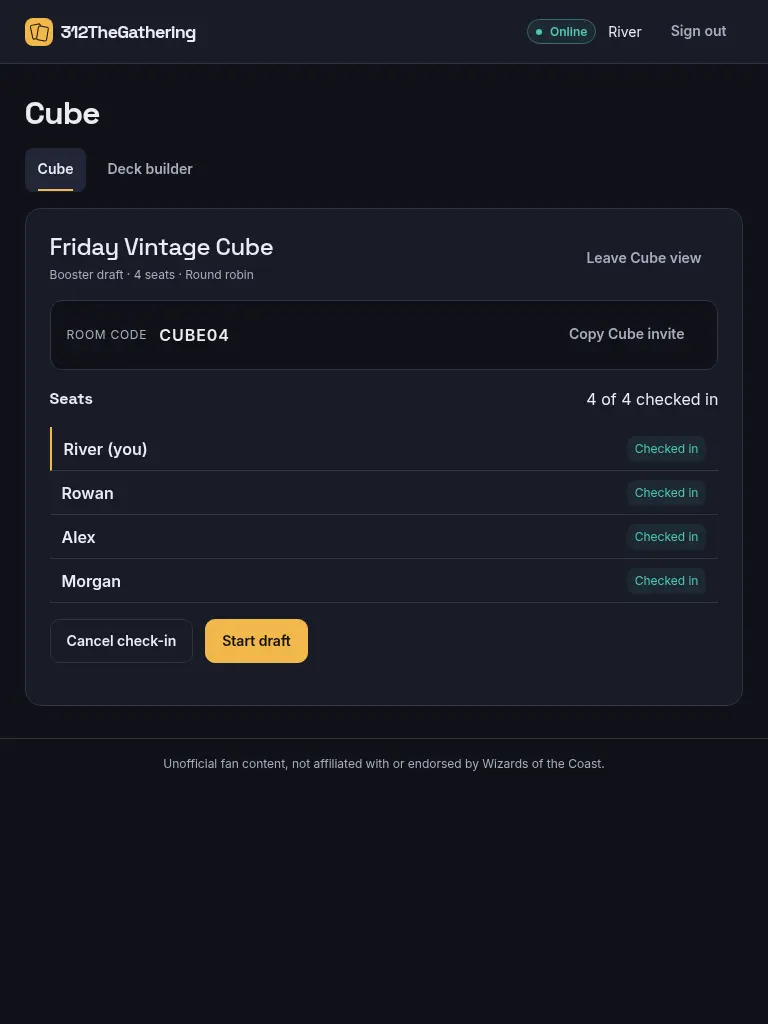 312TheGathering
Online
River
Sign out
Cube
Cube
Deck builder
Friday Vintage Cube
Booster draft · 4 seats · Round robin
Leave Cube view
ROOM CODE CUBE04
Copy Cube invite
Seats
4 of 4 checked in
River (you)
Checked in
Rowan
Checked in
Alex
Checked in
Morgan
Checked in
Cancel check-in
Start draft
Unofficial fan content, not affiliated with or endorsed by Wizards of the Coast.